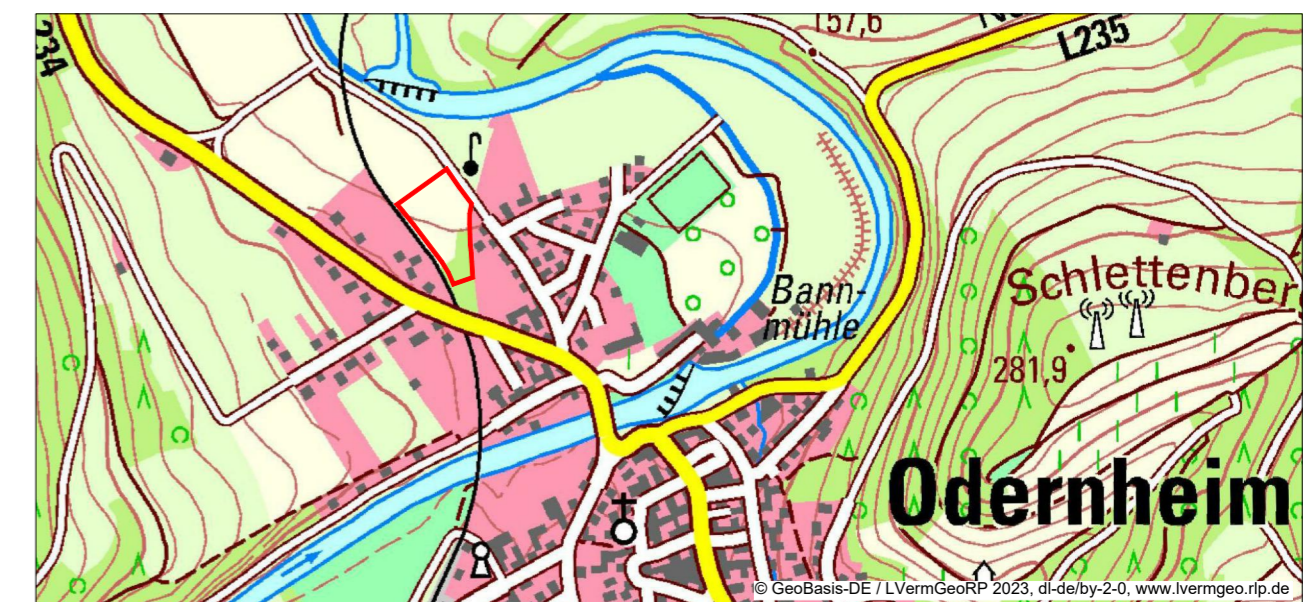 157,6
L235
234
Bann-
mühle
Schlettenberg
281,9
Odernheim
© GeoBasis-DE / LVermGeoRP 2023, dl-de/by-2-0, www.lvermgeo.rlp.de